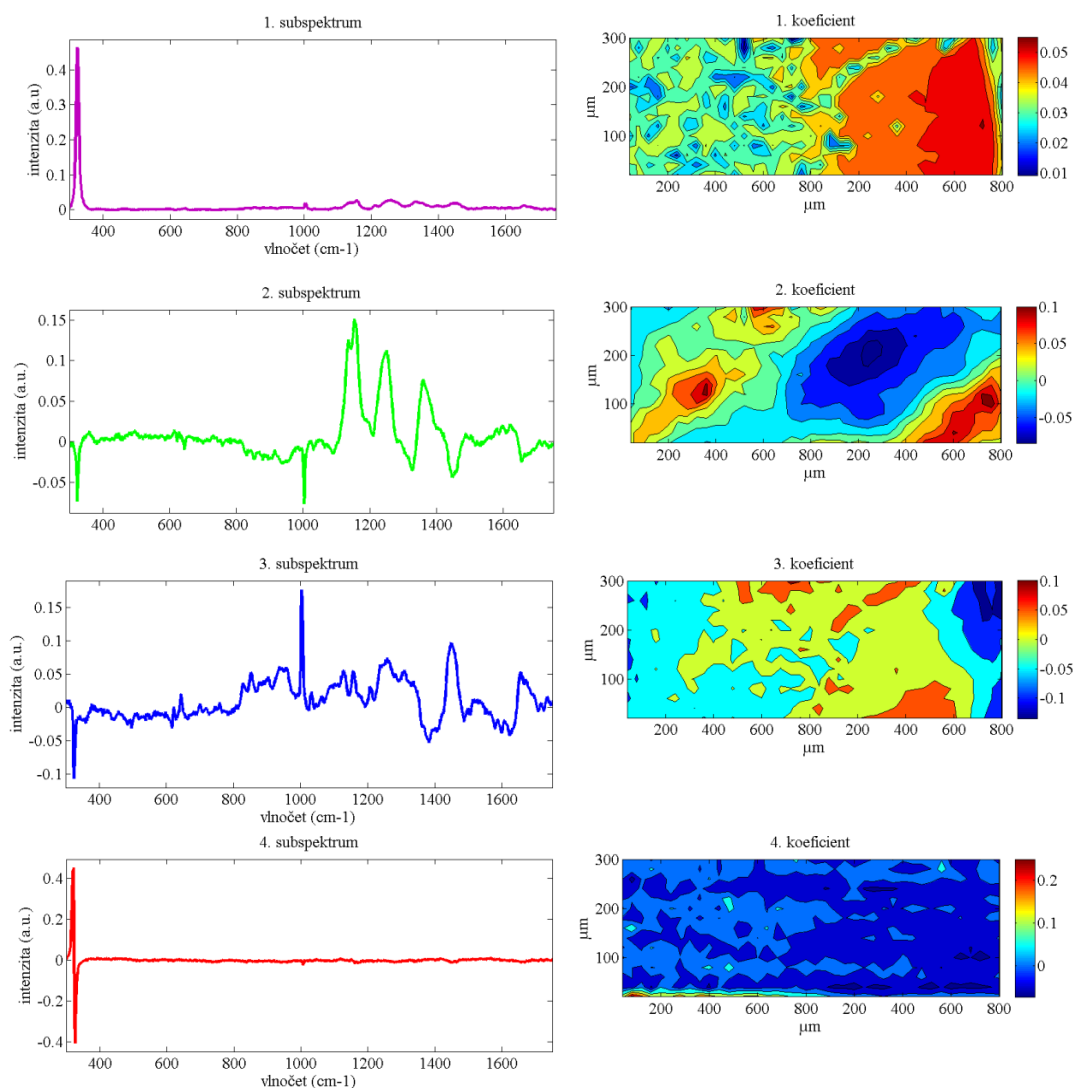 1. subspektrum
intenzita (a.u)
0.4
0.3
0.2
0.1
0
400 600 800 1000 1200 1400 1600
vlnočet (cm-1)
1. koeficient
μm
300
200
100
200 400 600 800 200 400 600 800
μm
0.05
0.04
0.03
0.02
0.01
2. subspektrum
intenzita (a.u.)
0.15
0.1
0.05
0
-0.05
400 600 800 1000 1200 1400 1600
2. koeficient
μm
300
200
100
200 400 600 800 200 400 600 800
μm
0.1
0.05
0
-0.05
3. subspektrum
intenzita (a.u.)
0.15
0.1
0.05
0
-0.05
-0.1
400 600 800 1000 1200 1400 1600
vlnočet (cm-1)
3. koeficient
μm
300
200
100
200 400 600 800 200 400 600 800
μm
0.1
0.05
0
-0.05
-0.1
4. subspektrum
intenzita (a.u.)
0.4
0.2
0
-0.2
-0.4
400 600 800 1000 1200 1400 1600
vlnočet (cm-1)
4. koeficient
μm
300
200
100
200 400 600 800 200 400 600 800
μm
0.2
0.1
0